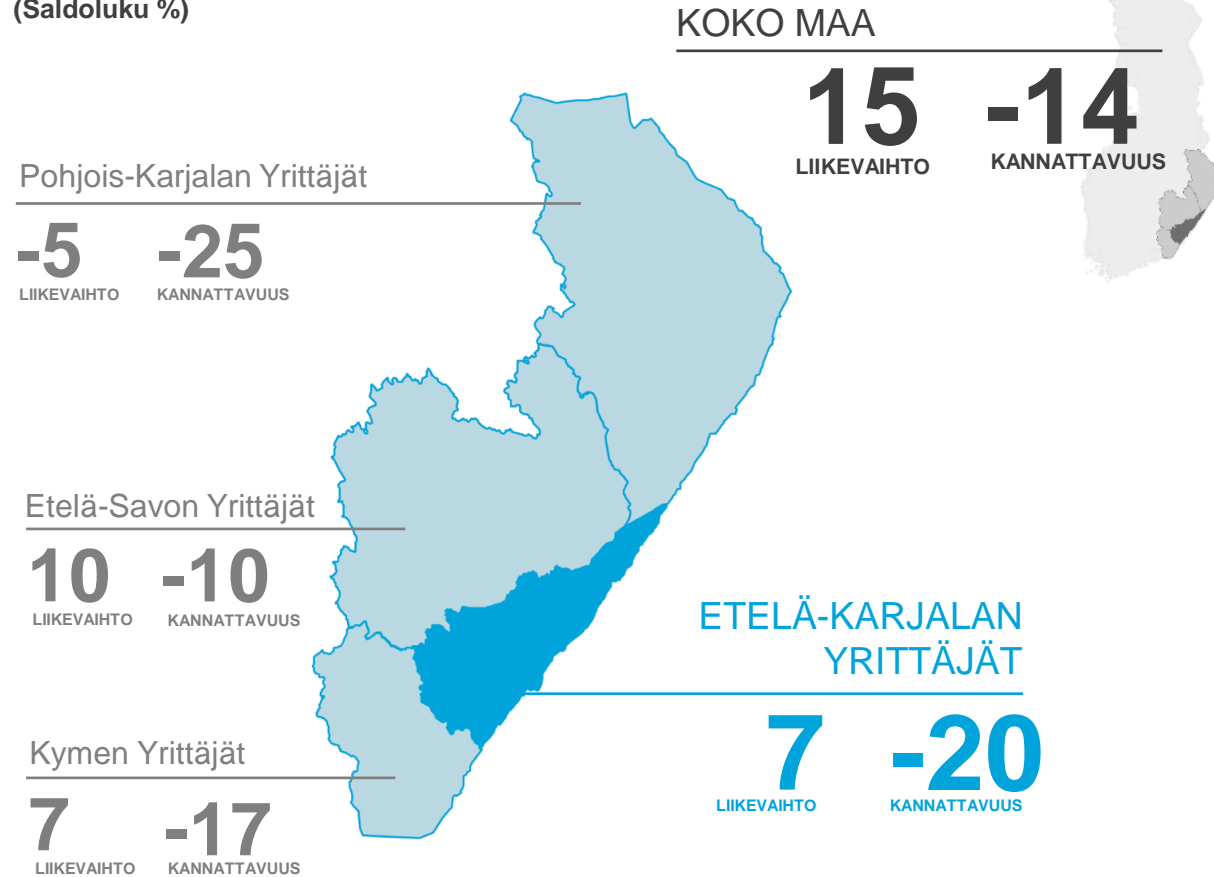 (Saldoluku %)
KOKO MAA
15 -14
LIIKEVAIHTO KANNATTAVUUS
Pohjois-Karjalan Yrittäjät
-5 -25
LIIKEVAIHTO KANNATTAVUUS
Etelä-Savon Yrittäjät
10 -10
LIIKEVAIHTO KANNATTAVUUS
ETELÄ-KARJALAN
YRITTÄJÄT
7 -20
LIIKEVAIHTO KANNATTAVUUS
Kymen Yrittäjät
7 -17
LIIKEVAIHTO KANNATTAVUUS